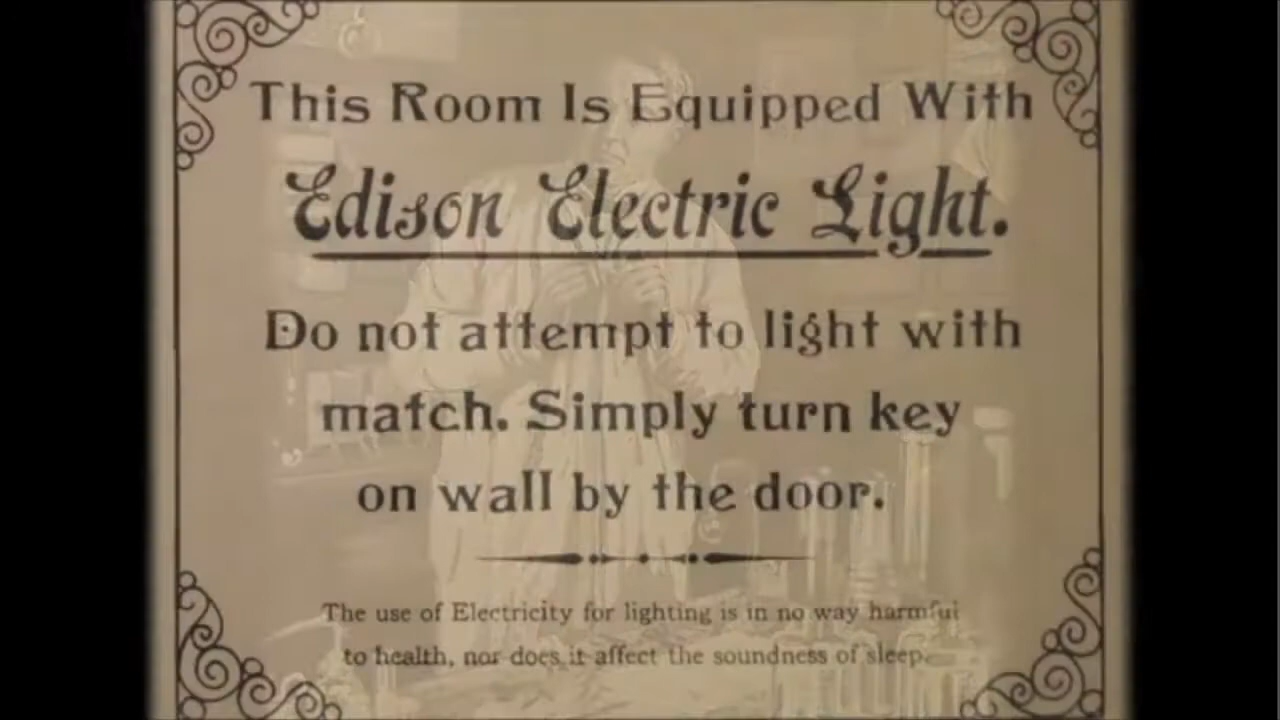 This Room Is Equipped With
Edison Electric Light.
Do not attempt to light with
match. Simply turn key
on wall by the door.
The use of Electricity for lighting is in no way harmful
to health, nor does it affect the soundness of sleep.